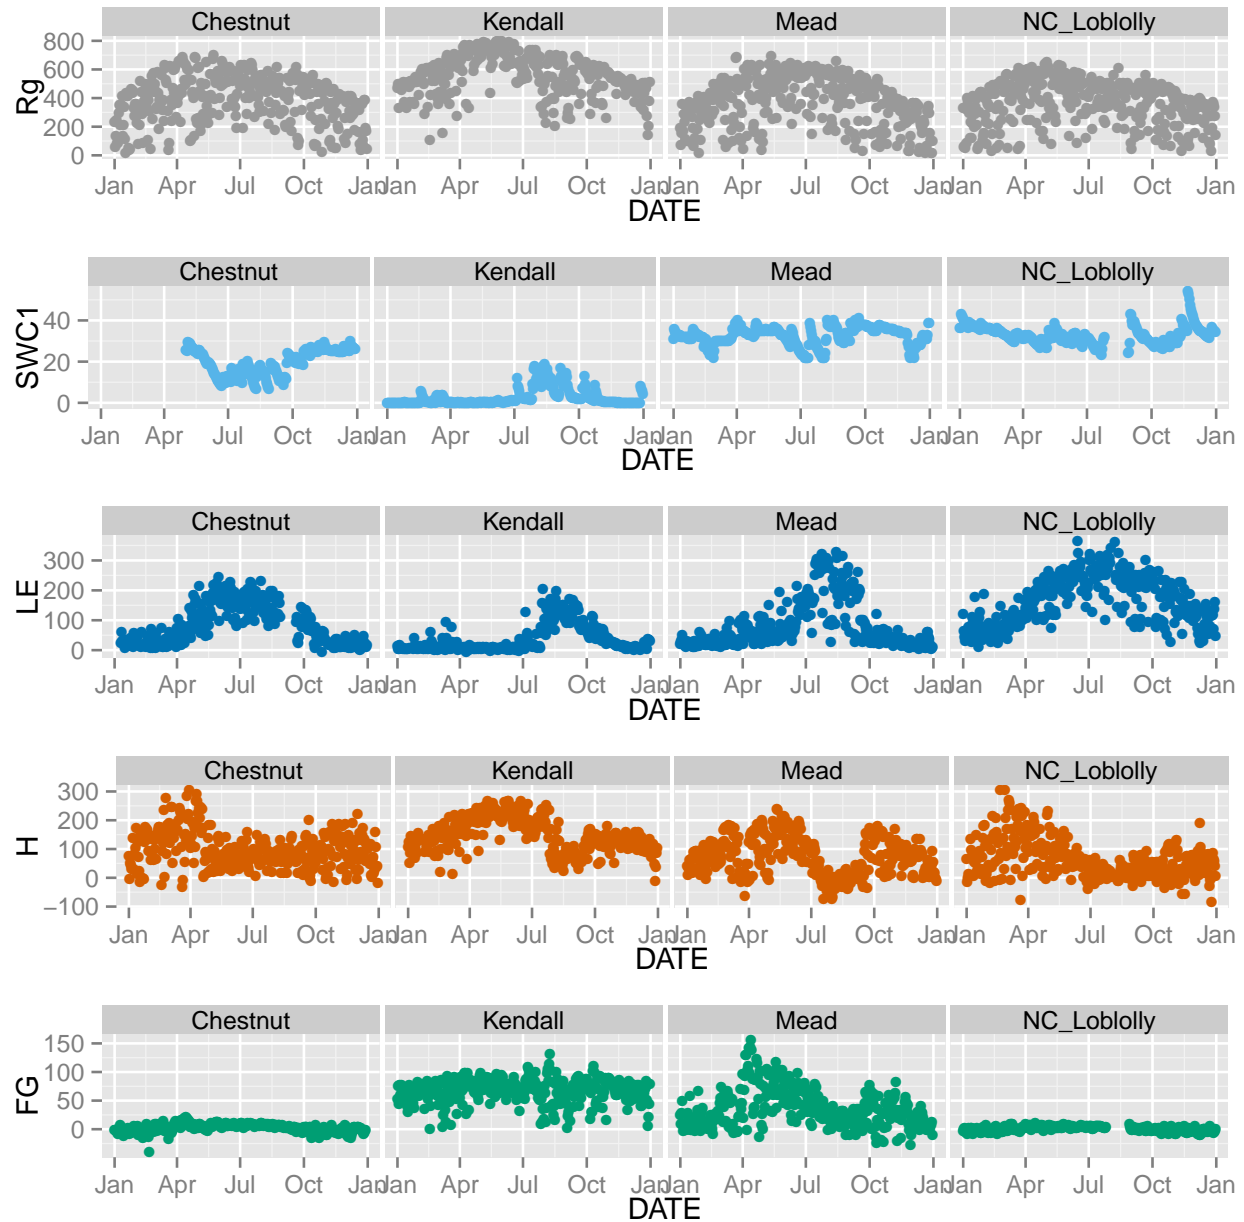 Chestnut Kendall Mead NC_Loblolly
800
600
400
200
0
Rg
Jan Apr Jul Oct Jan Jan Apr Jul Oct Jan Jan Apr Jul Oct Jan Jan Apr Jul Oct Jan
DATE
Chestnut Kendall Mead NC_Loblolly
40
20
0
SWC1
Jan Apr Jul Oct Jan Jan Apr Jul Oct Jan Jan Apr Jul Oct Jan Jan Apr Jul Oct Jan
DATE
Chestnut Kendall Mead NC_Loblolly
300
200
100
0
LE
Jan Apr Jul Oct Jan Jan Apr Jul Oct Jan Jan Apr Jul Oct Jan Jan Apr Jul Oct Jan
DATE
Chestnut Kendall Mead NC_Loblolly
300
200
100
0
−100
H
Jan Apr Jul Oct Jan Jan Apr Jul Oct Jan Jan Apr Jul Oct Jan Jan Apr Jul Oct Jan
DATE
Chestnut Kendall Mead NC_Loblolly
150
100
50
0
FG
Jan Apr Jul Oct Jan Jan Apr Jul Oct Jan Jan Apr Jul Oct Jan Jan Apr Jul Oct Jan
DATE